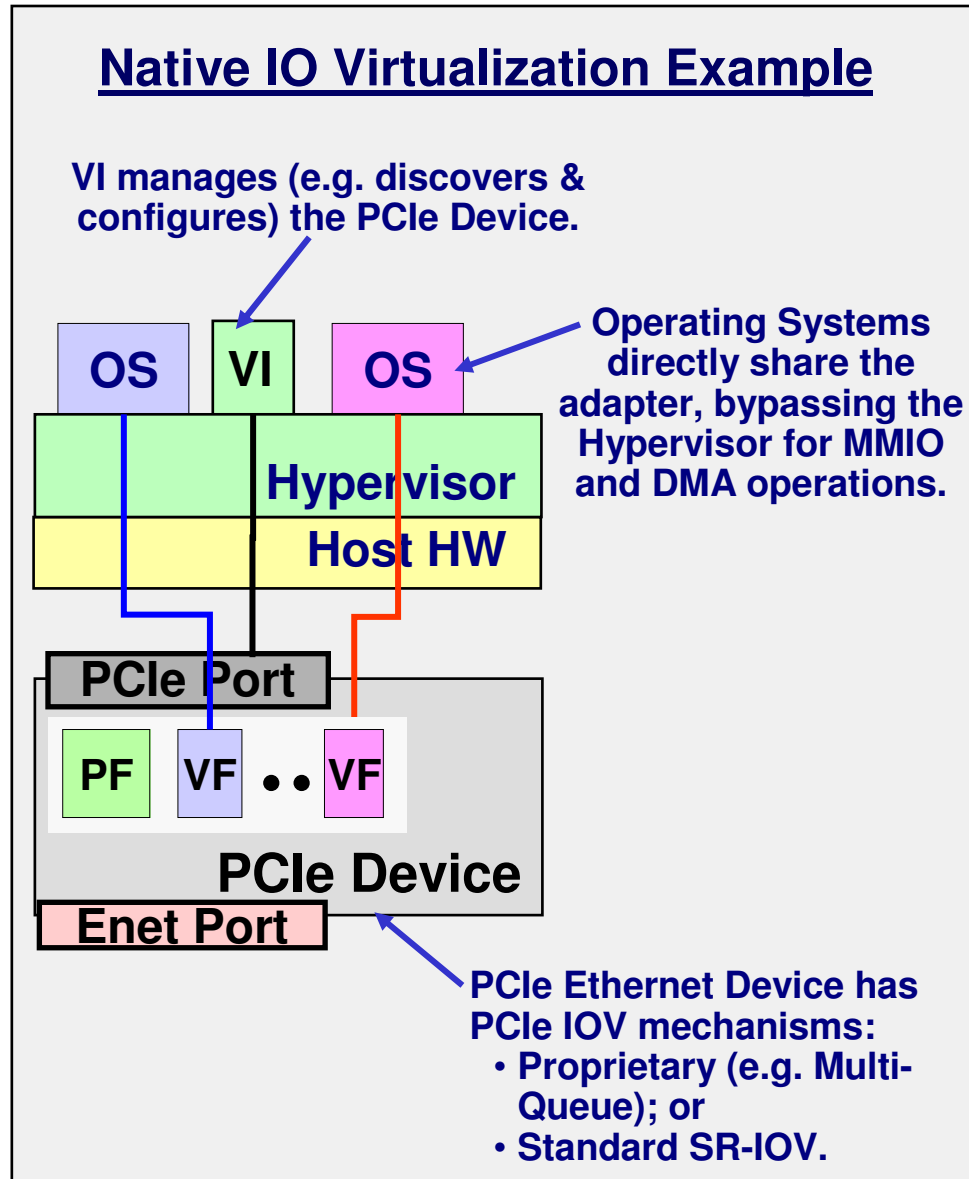 Native IO Virtualization Example
VI manages (e.g. discovers &
configures) the PCIe Device.
OS
VI
OS
Operating Systems
directly share the
adapter, bypassing the
Hypervisor for MMIO
and DMA operations.
Hypervisor
Host HW
PCIe Port
PF
VF
VF
PCIe Device
Enet Port
PCIe Ethernet Device has
PCIe IOV mechanisms:
• Proprietary (e.g. Multi-
Queue); or
• Standard SR-IOV.